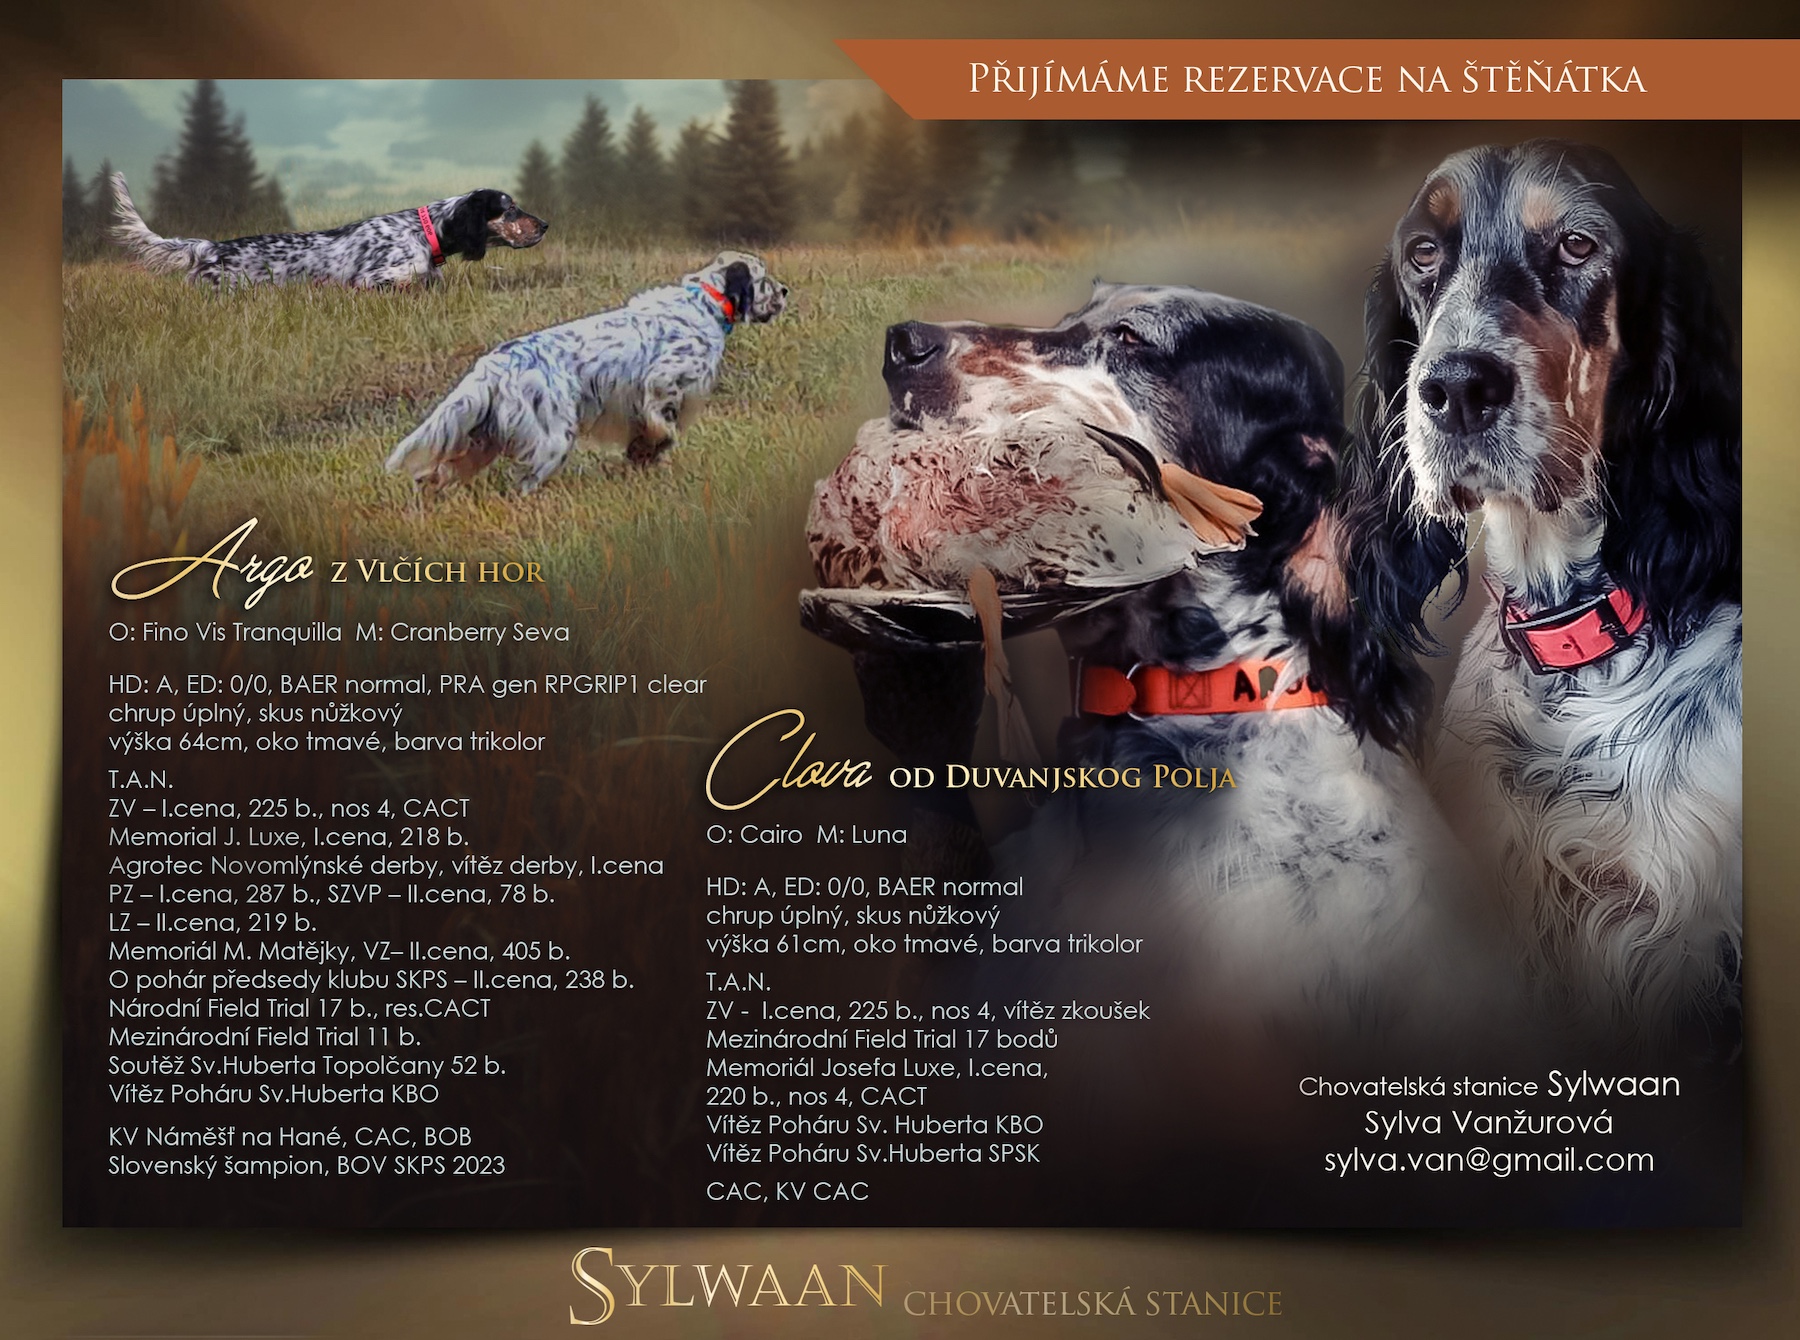 PŘIJÍMÁME REZERVACE NA ŠTĚŇÁTKA
Argo Z VLČÍCH HOR
O: Fino Vis Tranquilla  M: Cranberry Seva
HD: A, ED: 0/0, BAER normal, PRA gen RPGRIP1 clear
chrup úplný, skus nůžkový
výška 64cm, oko tmavé, barva trikolor
T.A.N.
ZV – I.cena, 225 b., nos 4, CACT
Memorial J. Luxe, I.cena, 218 b.
Agrotec Novomlýnské derby, vítěz derby, I.cena
PZ – I.cena, 287 b., SZVP – II.cena, 78 b.
LZ – II.cena, 219 b.
Memoriál M. Matějky, VZ– II.cena, 405 b.
O pohár předsedy klubu SKPS – II.cena, 238 b.
Národní Field Trial 17 b., res.CACT
Mezinárodní Field Trial 11 b.
Soutěž Sv.Huberta Topolčany 52 b.
Vítěz Poháru Sv.Huberta KBO
KV Náměšť na Hané, CAC, BOB
Slovenský šampion, BOV SKPS 2023
Clova OD DUVANJSKOG POLJA
O: Cairo  M: Luna
HD: A, ED: 0/0, BAER normal
chrup úplný, skus nůžkový
výška 61cm, oko tmavé, barva trikolor
T.A.N.
ZV -  I.cena, 225 b., nos 4, vítěz zkoušek
Mezinárodní Field Trial 17 bodů
Memoriál Josefa Luxe, I.cena,
220 b., nos 4, CACT
Vítěz Poháru Sv. Huberta KBO
Vítěz Poháru Sv.Huberta SPSK
CAC, KV CAC
Chovatelská stanice Sylwaan
Sylva Vanžurová
sylva.van@gmail.com
SYLWAAN CHOVATELSKÁ STANICE